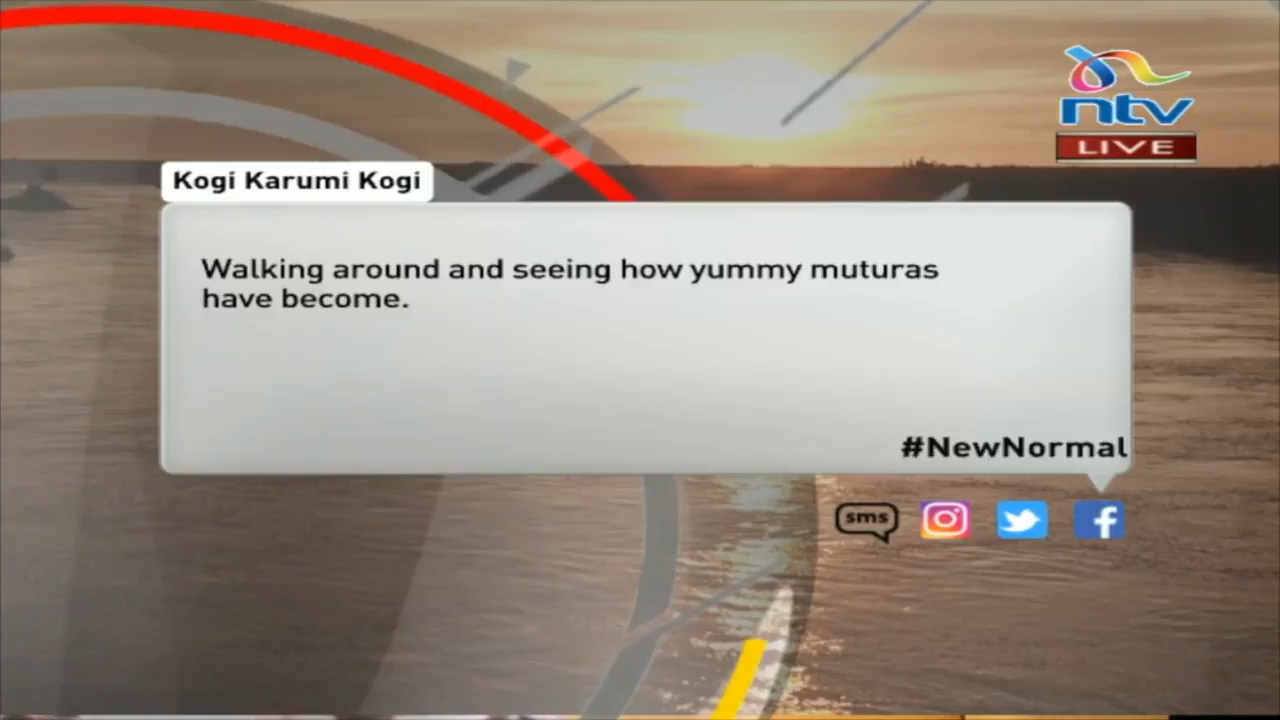 ntv
LIVE
Kogi Karumi Kogi
Walking around and seeing how yummy muturas
have become.
#NewNormal
sms